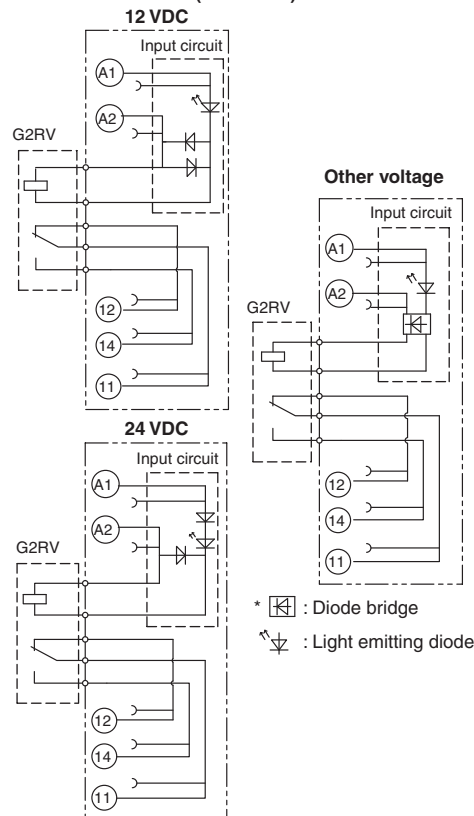 12 VDC
Input circuit
A1
A2
G2RV
12
14
11
24 VDC
Input circuit
A1
A2
G2RV
12
14
11
Other voltage
Input circuit
A1
A2
G2RV
12
14
11
* : Diode bridge
: Light emitting diode